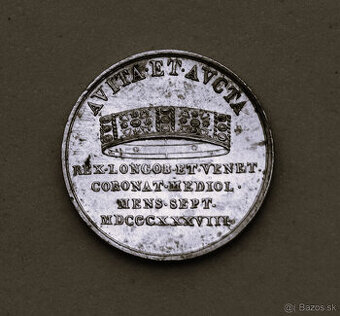 AVITA·ET·AVCTA
REX·LONGOB·ET·VENET·
CORONAT·MEDIOL·
MENS·SEPT·
MDCCCXXXVIII·
@| Bazos.sk